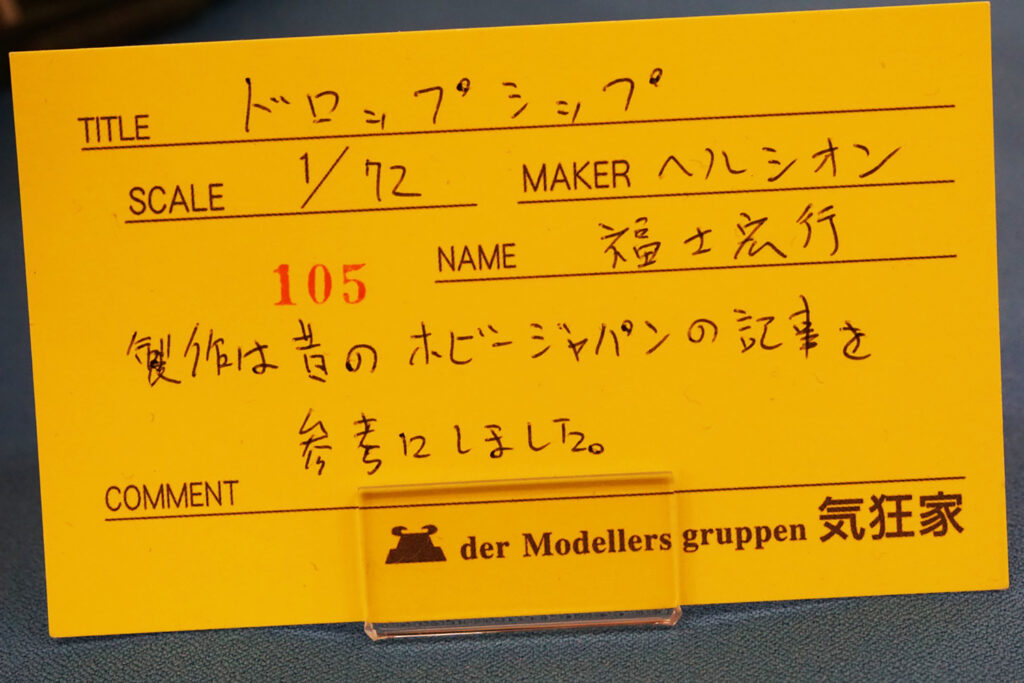 TITLE ドロップシップ
SCALE 1/72 MAKER ヘルシオン
NAME 福士宏行
105
製作は昔のホビージャパンの記事を
参考にしました。
COMMENT
der Modellers gruppen 気狂家